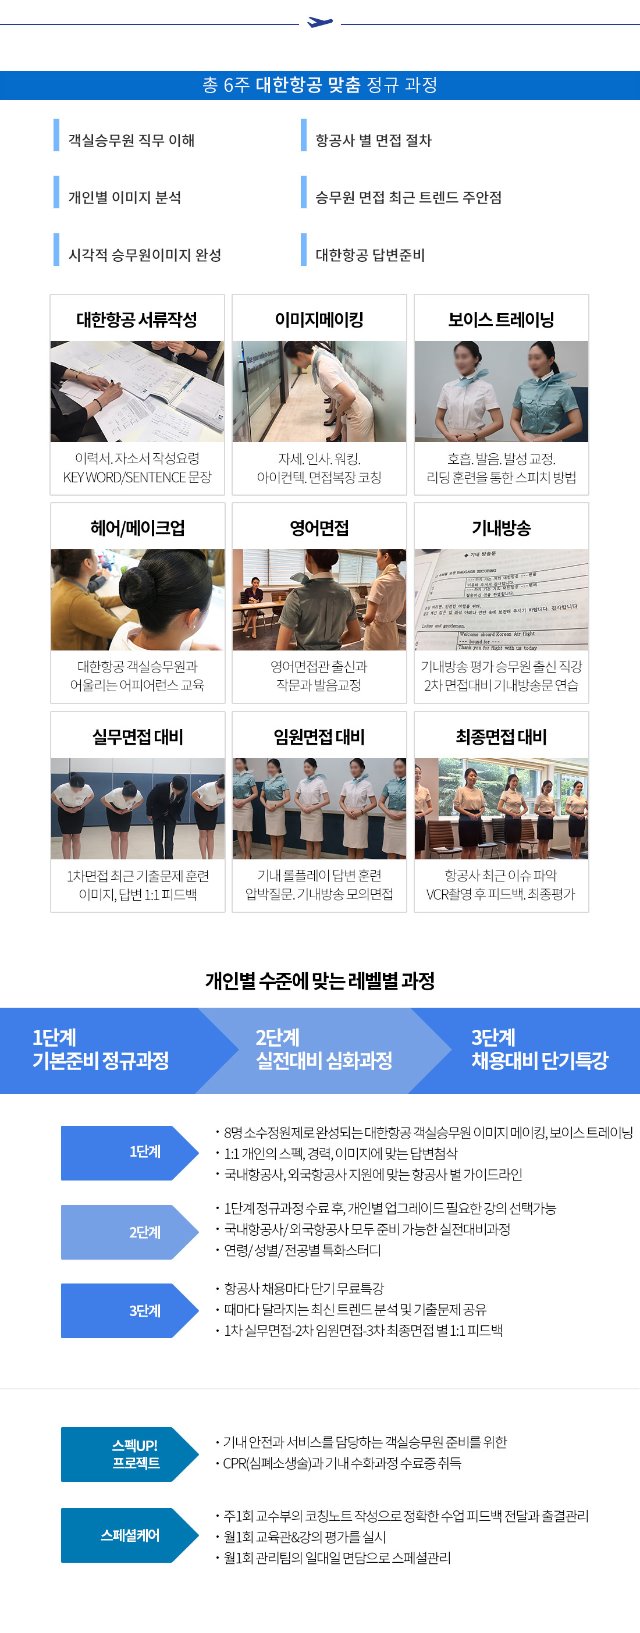 총 6주 대한항공 맞춤 정규 과정
객실승무원 직무 이해
항공사 별 면접 절차
개인별 이미지 분석
승무원 면접 최근 트렌드 주안점
시각적 승무원이미지 완성
대한항공 답변준비
대한항공 서류작성
이력서. 자소서 작성요령
KEY WORD/SENTENCE 문장
이미지메이킹
자세. 인사. 워킹.
아이컨텍. 면접복장 코칭
보이스 트레이닝
호흡. 발음. 발성 교정.
리딩 훈련을 통한 스피치 방법
헤어/메이크업
대한항공 객실승무원과
어울리는 어피어런스 교육
영어면접
영어면접관 출신과
작문과 발음교정
기내방송
기내방송 평가 승무원 출신 직강
2차 면접대비 기내방송문 연습
실무면접 대비
1차면접 최근 기출문제 훈련
이미지, 답변 1:1 피드백
임원면접 대비
기내 롤플레이 답변 훈련
압박질문. 기내방송 모의면접
최종면접 대비
항공사 최근 이슈 파악
VCR촬영 후 피드백. 최종평가
개인별 수준에 맞는 레벨별 과정
1단계
기본준비 정규과정
2단계
실전대비 심화과정
3단계
채용대비 단기특강
1단계
· 8명 소수정원제로 완성되는 대한항공 객실승무원 이미지 메이킹, 보이스 트레이닝
· 1:1 개인의 스펙, 경력, 이미지에 맞는 답변첨삭
· 국내항공사, 외국항공사 지원에 맞는 항공사 별 가이드라인
2단계
· 1단계 정규과정 수료 후, 개인별 업그레이드 필요한 강의 선택가능
· 국내항공사/ 외국항공사 모두 준비 가능한 실전대비과정
· 연령/ 성별/ 전공별 특화스터디
3단계
· 항공사 채용마다 단기 무료특강
· 때마다 달라지는 최신 트렌드 분석 및 기출문제 공유
· 1차 실무면접-2차 임원면접-3차 최종면접 별 1:1 피드백
스펙UP!
프로젝트
· 기내 안전과 서비스를 담당하는 객실승무원 준비를 위한
· CPR(심폐소생술)과 기내 수화과정 수료증 취득
스페셜케어
· 주1회 교수부의 코칭노트 작성으로 정확한 수업 피드백 전달과 출결관리
· 월1회 교육관&강의 평가를 실시
· 월1회 관리팀의 일대일 면담으로 스페셜관리